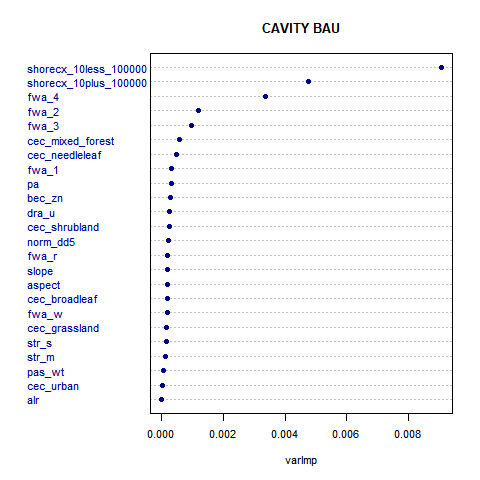 CAVITY BAU
shorecx_10less_100000
shorecx_10plus_100000
fwa_4
fwa_2
fwa_3
cec_mixed_forest
cec_needleleaf
fwa_1
pa
bec_zn
dra_u
cec_shrubland
norm_dd5
fwa_r
slope
aspect
cec_broadleaf
fwa_w
cec_grassland
str_s
str_m
pas_wt
cec_urban
alr
0.000 0.002 0.004 0.006 0.008
varImp